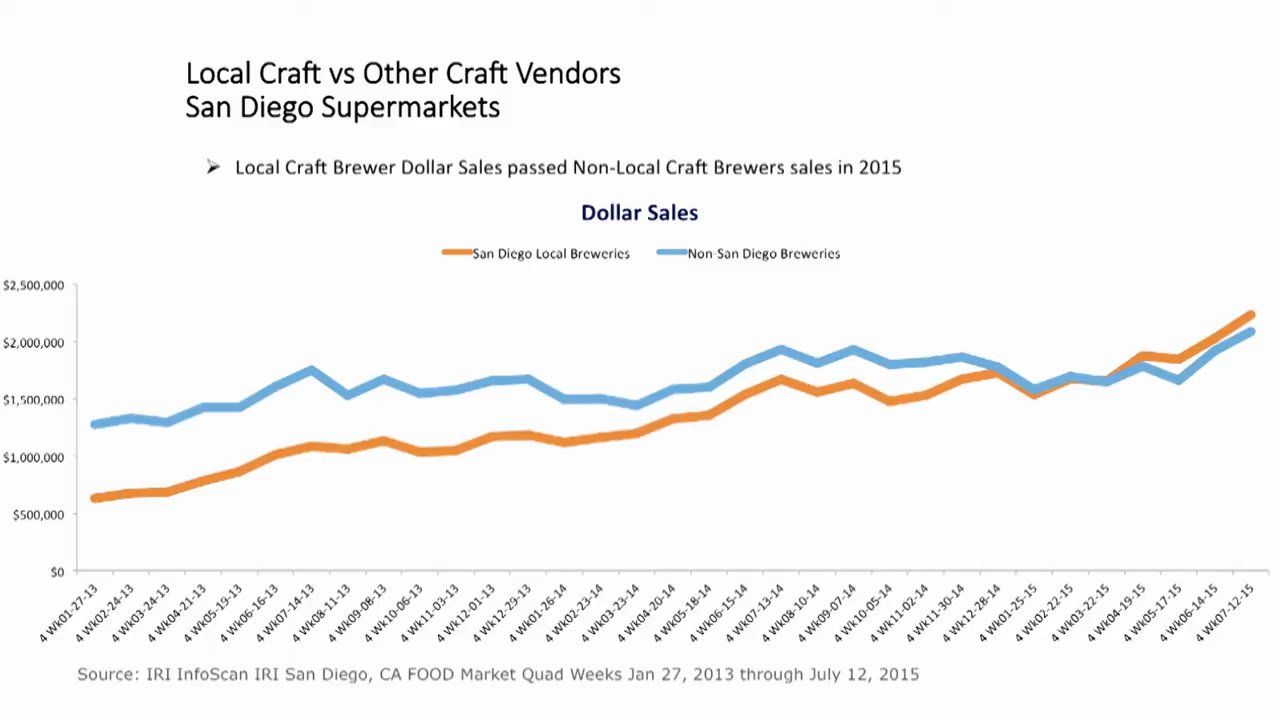 Local Craft vs Other Craft Vendors
San Diego Supermarkets
➢ Local Craft Brewer Dollar Sales passed Non-Local Craft Brewers sales in 2015
Dollar Sales
San Diego Local Breweries
Non-San Diego Breweries
$2,500,000
$2,000,000
$1,500,000
$1,000,000
$500,000
$0
4 Wk01-27-13
4 Wk02-24-13
4 Wk03-24-13
4 Wk04-21-13
4 Wk05-19-13
4 Wk06-16-13
4 Wk07-14-13
4 Wk08-11-13
4 Wk09-08-13
4 Wk10-06-13
4 Wk11-03-13
4 Wk12-01-13
4 Wk12-29-13
4 Wk01-26-14
4 Wk02-23-14
4 Wk03-23-14
4 Wk04-20-14
4 Wk05-18-14
4 Wk06-15-14
4 Wk07-13-14
4 Wk08-10-14
4 Wk09-07-14
4 Wk10-05-14
4 Wk11-02-14
4 Wk11-30-14
4 Wk12-28-14
4 Wk01-25-15
4 Wk02-22-15
4 Wk03-22-15
4 Wk04-19-15
4 Wk05-17-15
4 Wk06-14-15
4 Wk07-12-15
Source: IRI InfoScan IRI San Diego, CA FOOD Market Quad Weeks Jan 27, 2013 through July 12, 2015